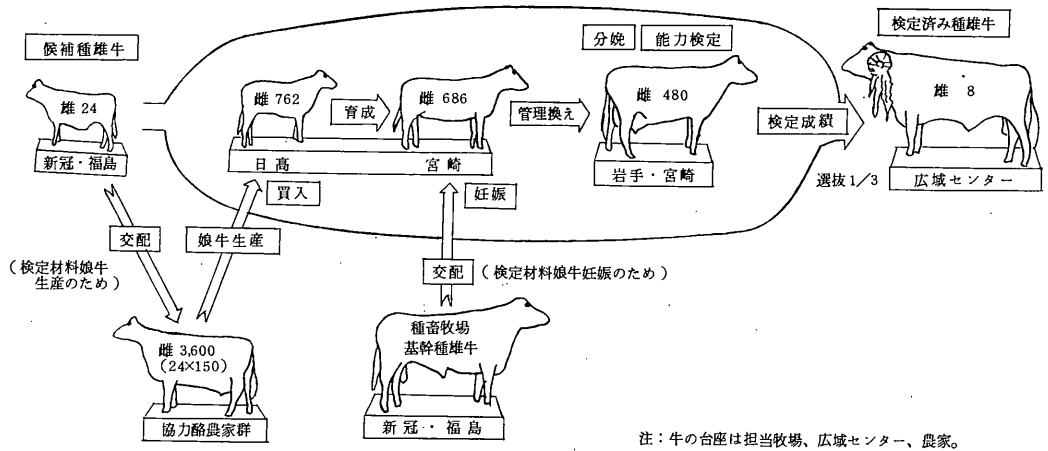 候補種雄牛
雄 24
新冠・福島
交配
(検定材料娘牛
生産のため)
雌 3,600
(24×150)
協力酪農家群
娘牛生産
買入
雌 762
日高
育成
雌 686
宮崎
妊娠
交配
(検定材料娘牛妊娠のため)
種畜牧場
基幹種雄牛
新冠・福島
管理換え
分娩
能力検定
雌 480
岩手・宮崎
検定成績
選抜1/3
検定済み種雄牛
雄 8
広域センター
注:牛の台座は担当牧場、広域センター、農家。